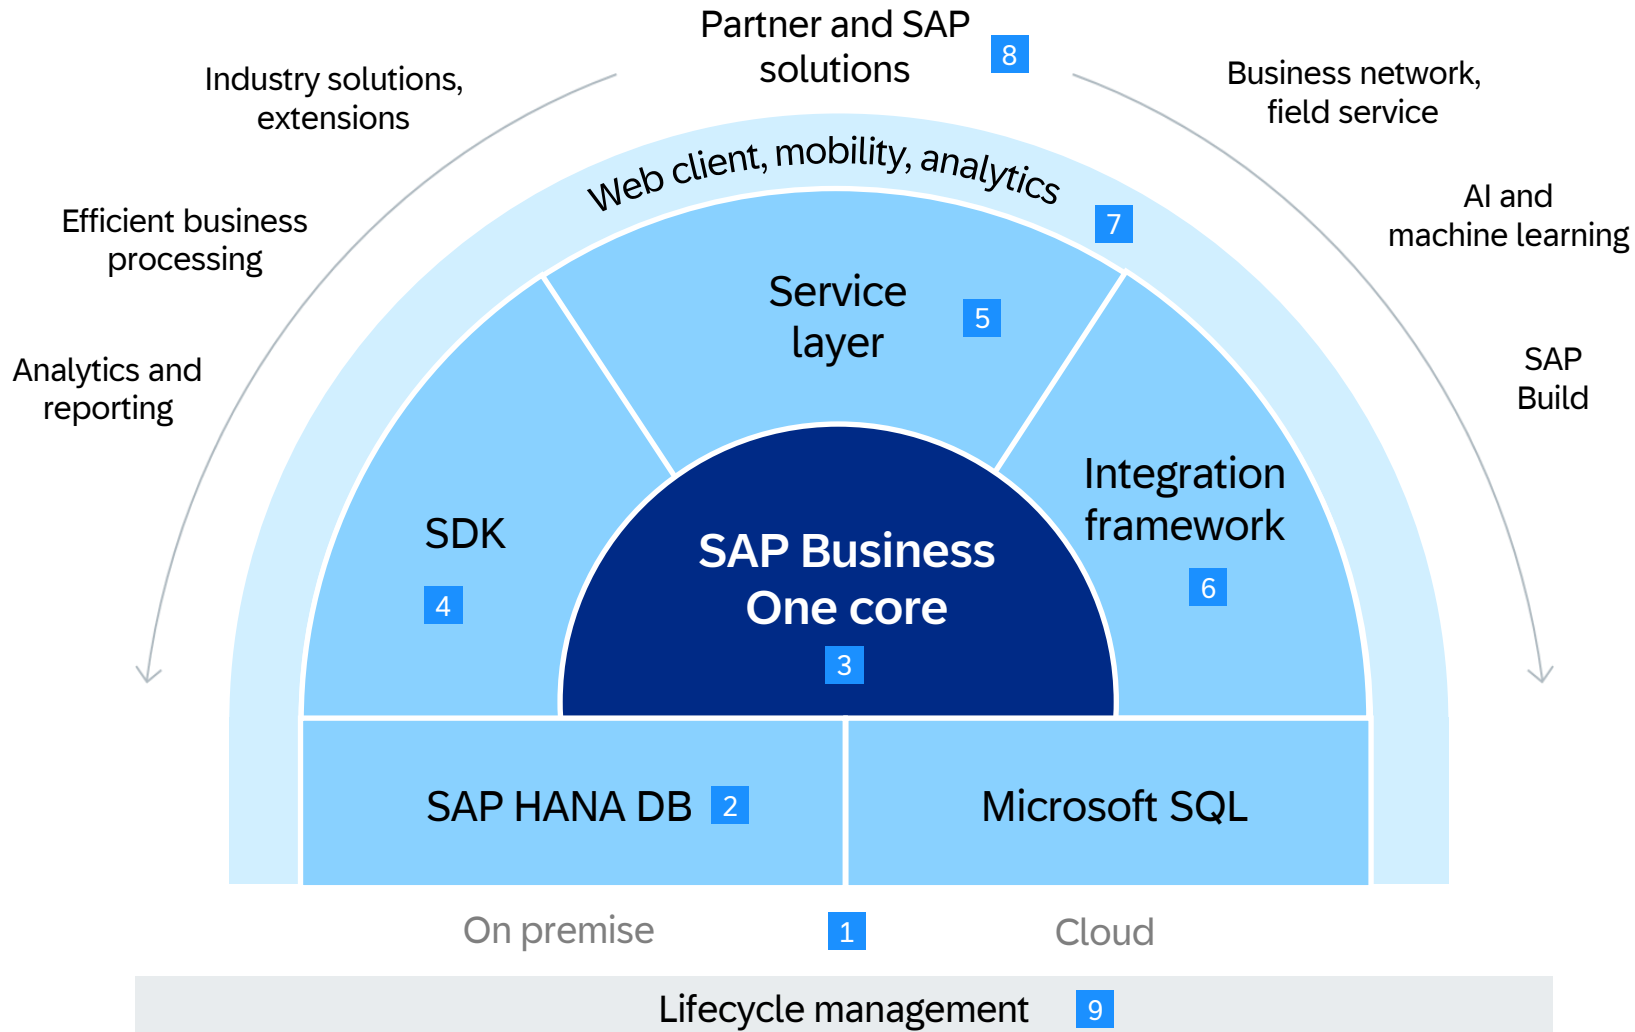 Partner and SAP
solutions
8
Industry solutions,
extensions
Business network,
field service
Web client, mobility, analytics
7
Efficient business
processing
AI and
machine learning
Service
layer
5
Analytics and
reporting
SAP
Build
SDK
4
Integration
framework
6
SAP Business
One core
3
SAP HANA DB
2
Microsoft SQL
On premise
1
Cloud
Lifecycle management
9